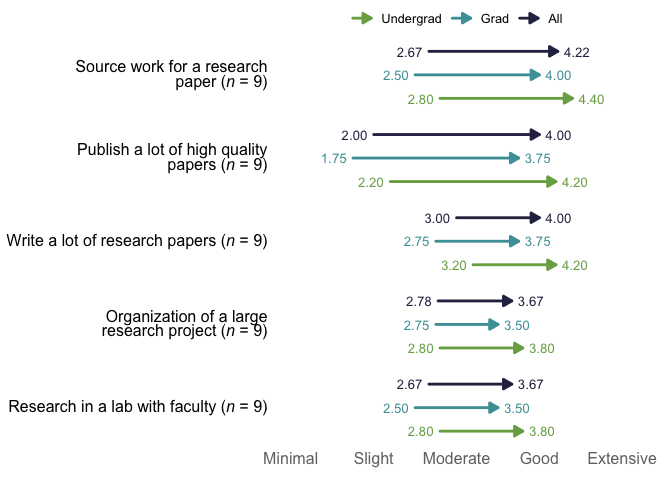 Undergrad Grad All
Source work for a research
paper (n = 9)
2.67 4.22
2.50 4.00
2.80 4.40
Publish a lot of high quality
papers (n = 9)
2.00 4.00
1.75 3.75
2.20 4.20
Write a lot of research papers (n = 9)
3.00 4.00
2.75 3.75
3.20 4.20
Organization of a large
research project (n = 9)
2.78 3.67
2.75 3.50
2.80 3.80
Research in a lab with faculty (n = 9)
2.67 3.67
2.50 3.50
2.80 3.80
Minimal Slight Moderate Good Extensive